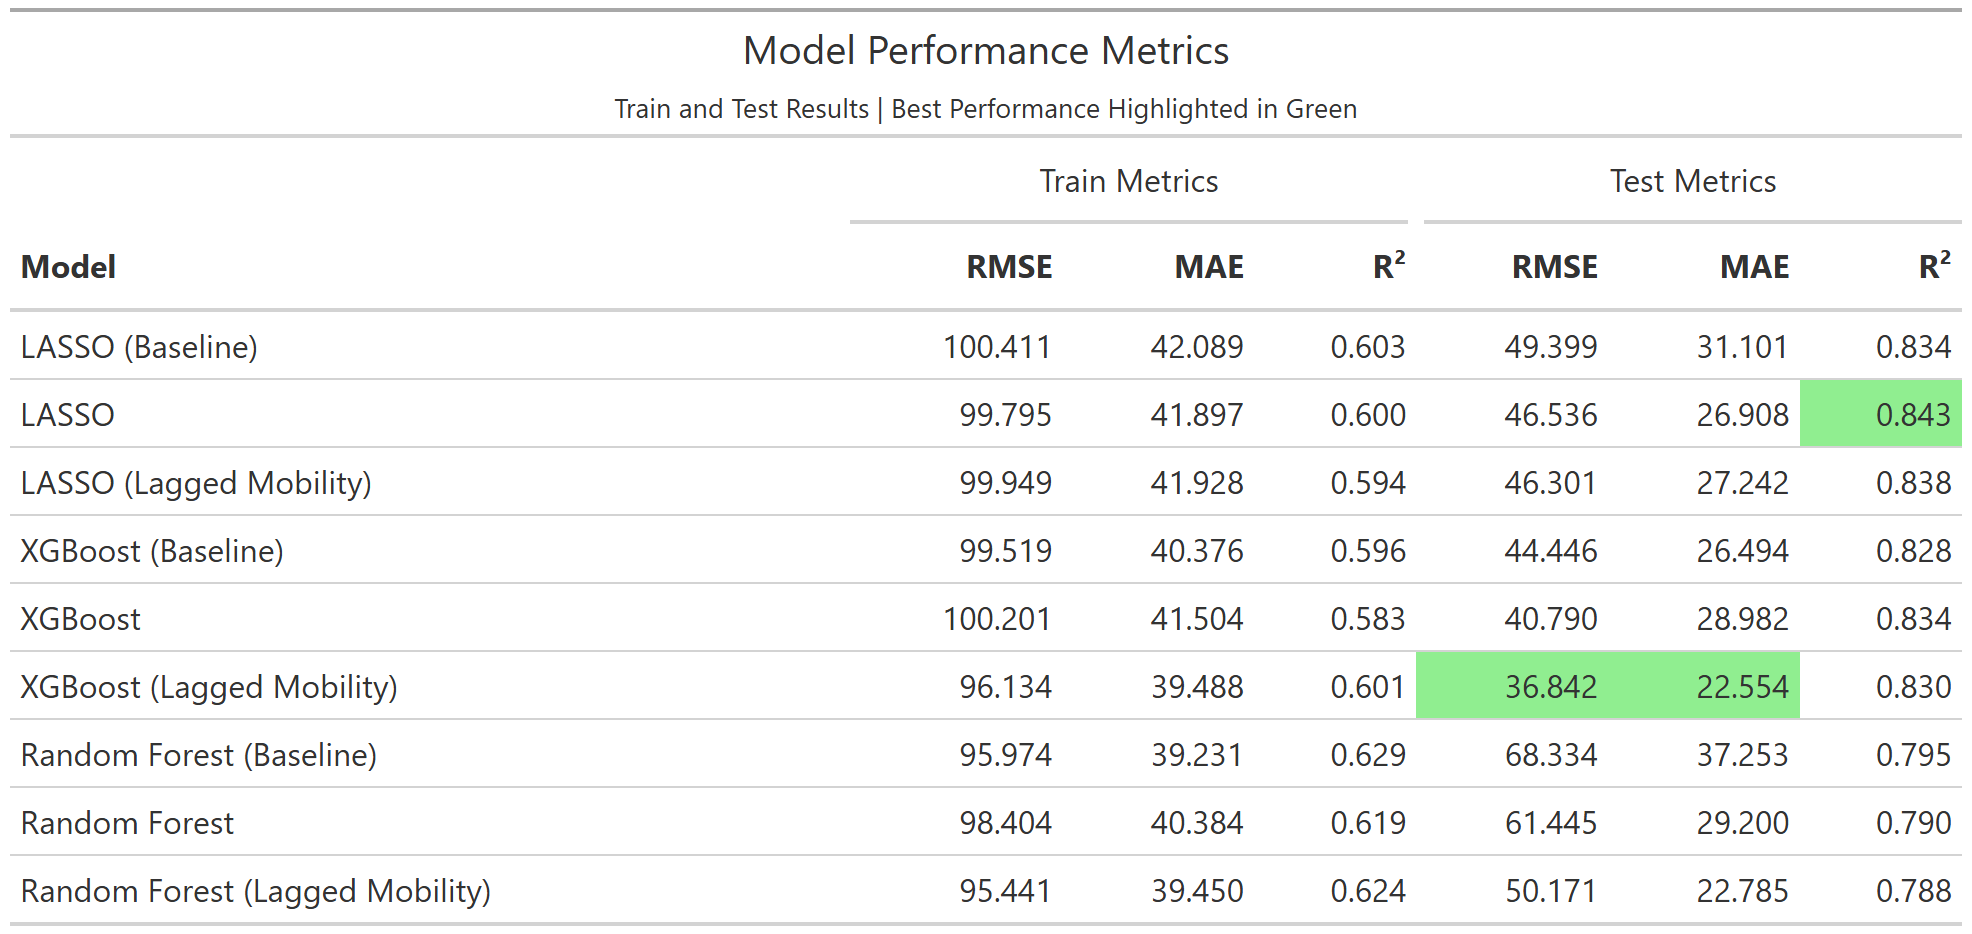 Model Performance Metrics
Train and Test Results | Best Performance Highlighted in Green
Train Metrics Test Metrics
Model RMSE MAE R² RMSE MAE R²
LASSO (Baseline) 100.411 42.089 0.603 49.399 31.101 0.834
LASSO 99.795 41.897 0.600 46.536 26.908 0.843
LASSO (Lagged Mobility) 99.949 41.928 0.594 46.301 27.242 0.838
XGBoost (Baseline) 99.519 40.376 0.596 44.446 26.494 0.828
XGBoost 100.201 41.504 0.583 40.790 28.982 0.834
XGBoost (Lagged Mobility) 96.134 39.488 0.601 36.842 22.554 0.830
Random Forest (Baseline) 95.974 39.231 0.629 68.334 37.253 0.795
Random Forest 98.404 40.384 0.619 61.445 29.200 0.790
Random Forest (Lagged Mobility) 95.441 39.450 0.624 50.171 22.785 0.788